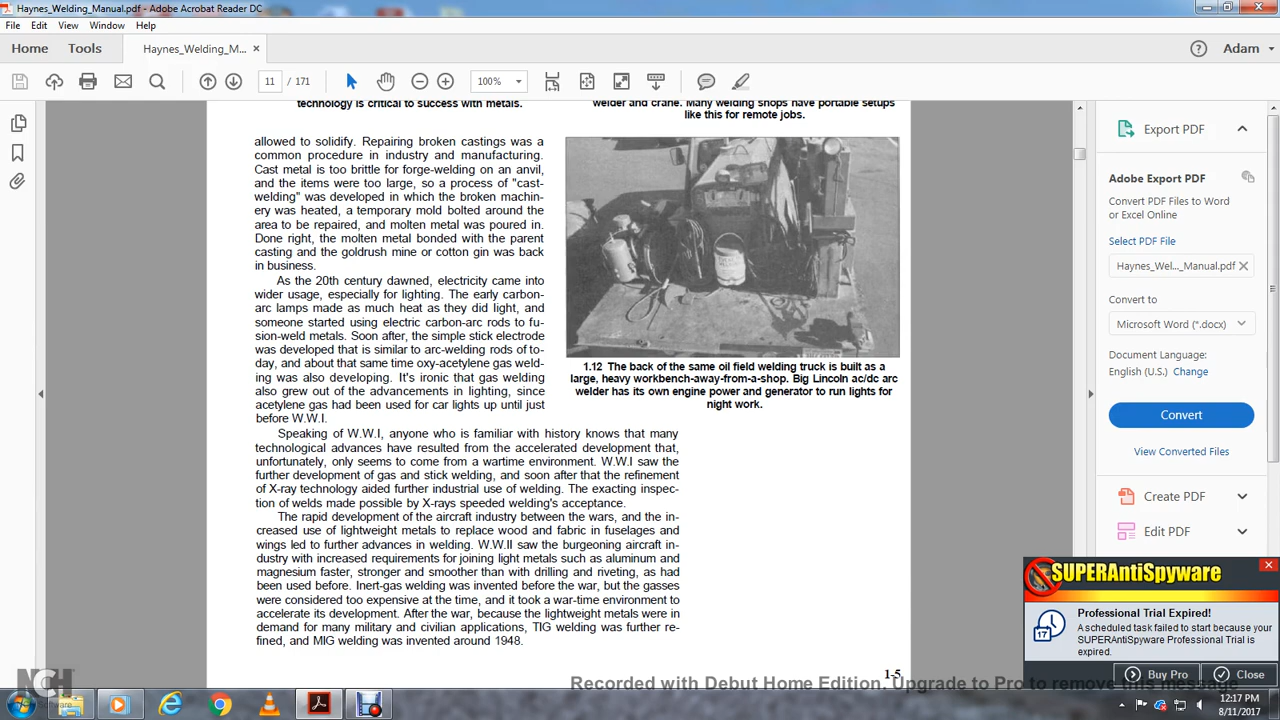 Haynes_Welding_Manual.pdf - Adobe Acrobat Reader DC
File Edit View Window Help
Home Tools Haynes_Welding_M... × Adam
11 / 171 100%
technology is critical to success with metals.
welder and crane. Many welding shops have portable setups
like this for remote jobs.
allowed to solidify. Repairing broken castings was a
common procedure in industry and manufacturing.
Cast metal is too brittle for forge-welding on an anvil,
and the items were too large, so a process of "cast-
welding" was developed in which the broken machin-
ery was heated, a temporary mold bolted around the
area to be repaired, and molten metal was poured in.
Done right, the molten metal bonded with the parent
casting and the goldrush mine or cotton gin was back
in business.
As the 20th century dawned, electricity came into
wider usage, especially for lighting. The early carbon-
arc lamps made as much heat as they did light, and
someone started using electric carbon-arc rods to fu-
sion-weld metals. Soon after, the simple stick electrode
was developed that is similar to arc-welding rods of to-
day, and about that same time oxy-acetylene gas weld-
ing was also developing. It's ironic that gas welding
also grew out of the advancements in lighting, since
acetylene gas had been used for car lights up until just
before W.W.I.
1.12 The back of the same oil field welding truck is built as a
large, heavy workbench-away-from-a-shop. Big Lincoln ac/dc arc
welder has its own engine power and generator to run lights for
night work.
Speaking of W.W.I, anyone who is familiar with history knows that many
technological advances have resulted from the accelerated development that,
unfortunately, only seems to come from a wartime environment. W.W.I saw the
further development of gas and stick welding, and soon after that the refinement
of X-ray technology aided further industrial use of welding. The exacting inspec-
tion of welds made possible by X-rays speeded welding's acceptance.
The rapid development of the aircraft industry between the wars, and the in-
creased use of lightweight metals to replace wood and fabric in fuselages and
wings led to further advances in welding. W.W.II saw the burgeoning aircraft in-
dustry with increased requirements for joining light metals such as aluminum and
magnesium faster, stronger and smoother than with drilling and riveting, as had
been used before. Inert-gas welding was invented before the war, but the gasses
were considered too expensive at the time, and it took a war-time environment to
accelerate its development. After the war, because the lightweight metals were in
demand for many military and civilian applications, TIG welding was further re-
fined, and MIG welding was invented around 1948.
1-5
Export PDF
Adobe Export PDF
Convert PDF Files to Word
or Excel Online
Select PDF File
Haynes_Wel..._Manual.pdf ×
Convert to
Microsoft Word (*.docx)
Document Language:
English (U.S.) Change
Convert
View Converted Files
Create PDF
Edit PDF
SUPERAntiSpyware
Professional Trial Expired!
A scheduled task failed to start because your
SUPERAntiSpyware Professional Trial is
expired.
17
Buy Pro Close
NCH
Software
Recorded with Debut Home Edition. Upgrade to Pro to remove this message
12:17 PM
8/11/2017